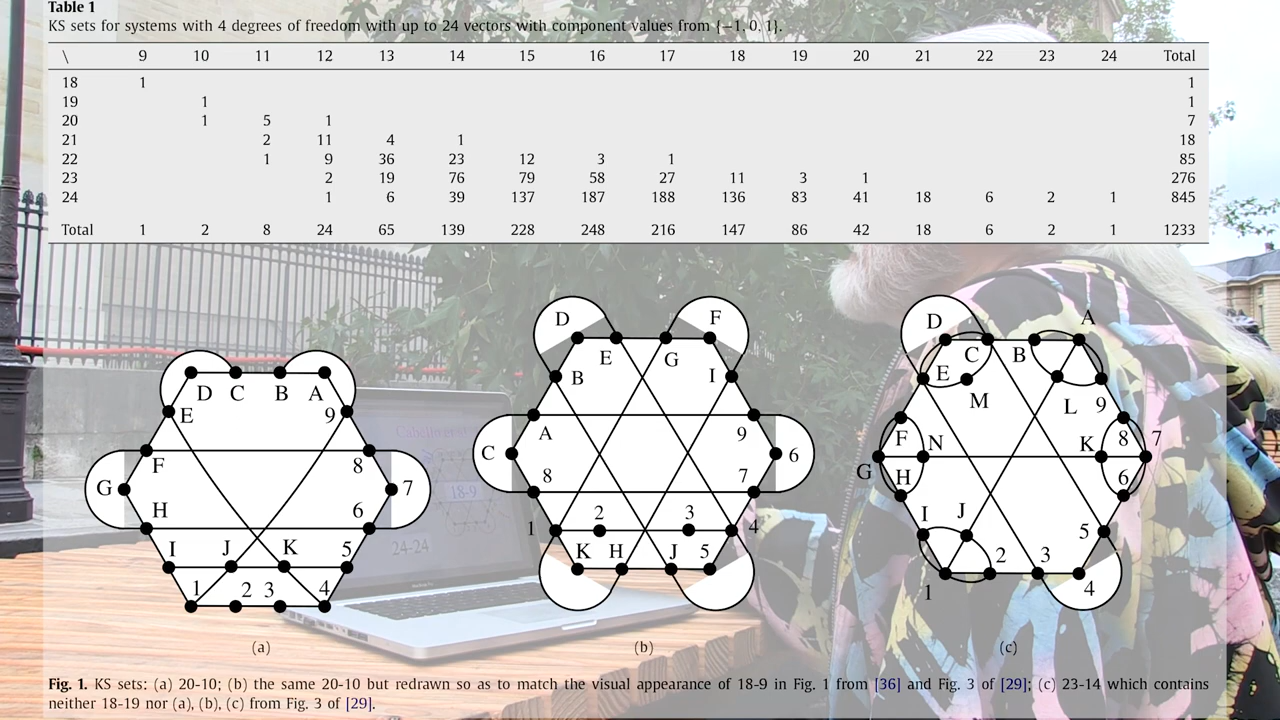 Table 1
KS sets for systems with 4 degrees of freedom with up to 24 vectors with component values from {−1, 0, 1}.
\ 9 10 11 12 13 14 15 16 17 18 19 20 21 22 23 24 Total
18 1 1
19 1 1
20 1 5 1 7
21 2 11 4 1 18
22 1 9 36 23 12 3 1 85
23 2 19 76 79 58 27 11 3 1 276
24 1 6 39 137 187 188 136 83 41 18 6 2 1 845
Total 1 2 8 24 65 139 228 248 216 147 86 42 18 6 2 1 1233
D C B A
E 9
F 8
G 7
H 6
I J K 5
1 2 3 4
(a)
D F
E G
B I
A 9
C 6
8 7
1 2 3 4
K H J 5
(b)
D A
C B
E M L 9
F N K 8 7
G H 6
I J 5
1 2 3 4
(c)
18-9
24-24
Fig. 1. KS sets: (a) 20-10; (b) the same 20-10 but redrawn so as to match the visual appearance of 18-9 in Fig. 1 from [36] and Fig. 3 of [29]; (c) 23-14 which contains
neither 18-19 nor (a), (b), (c) from Fig. 3 of [29].